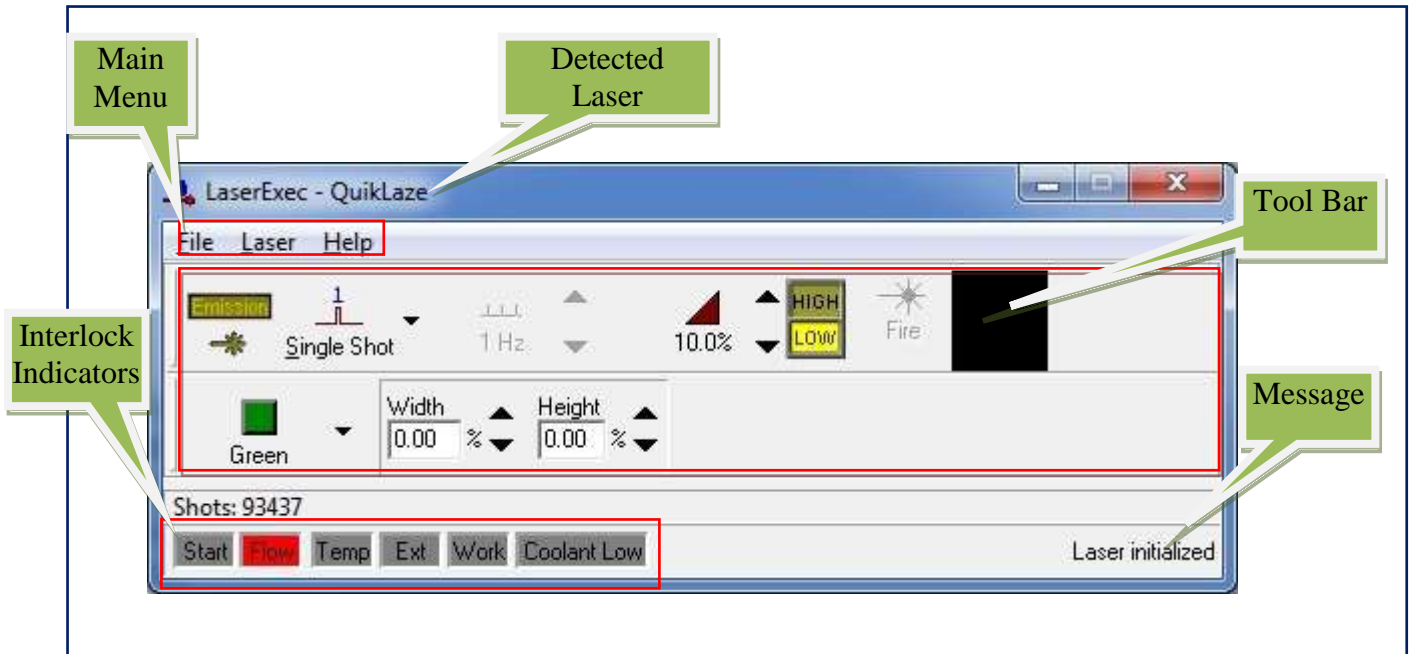 Main
Menu
Detected
Laser
LaserExec - QuikLaze
Tool Bar
File Laser Help
Emission
1
Single Shot
1 Hz
10.0%
HIGH
LOW
Fire
Interlock
Indicators
Message
Green
Width
0.00 %
Height
0.00 %
Shots: 93437
Start Flow Temp Ext Work Coolant Low
Laser initialized